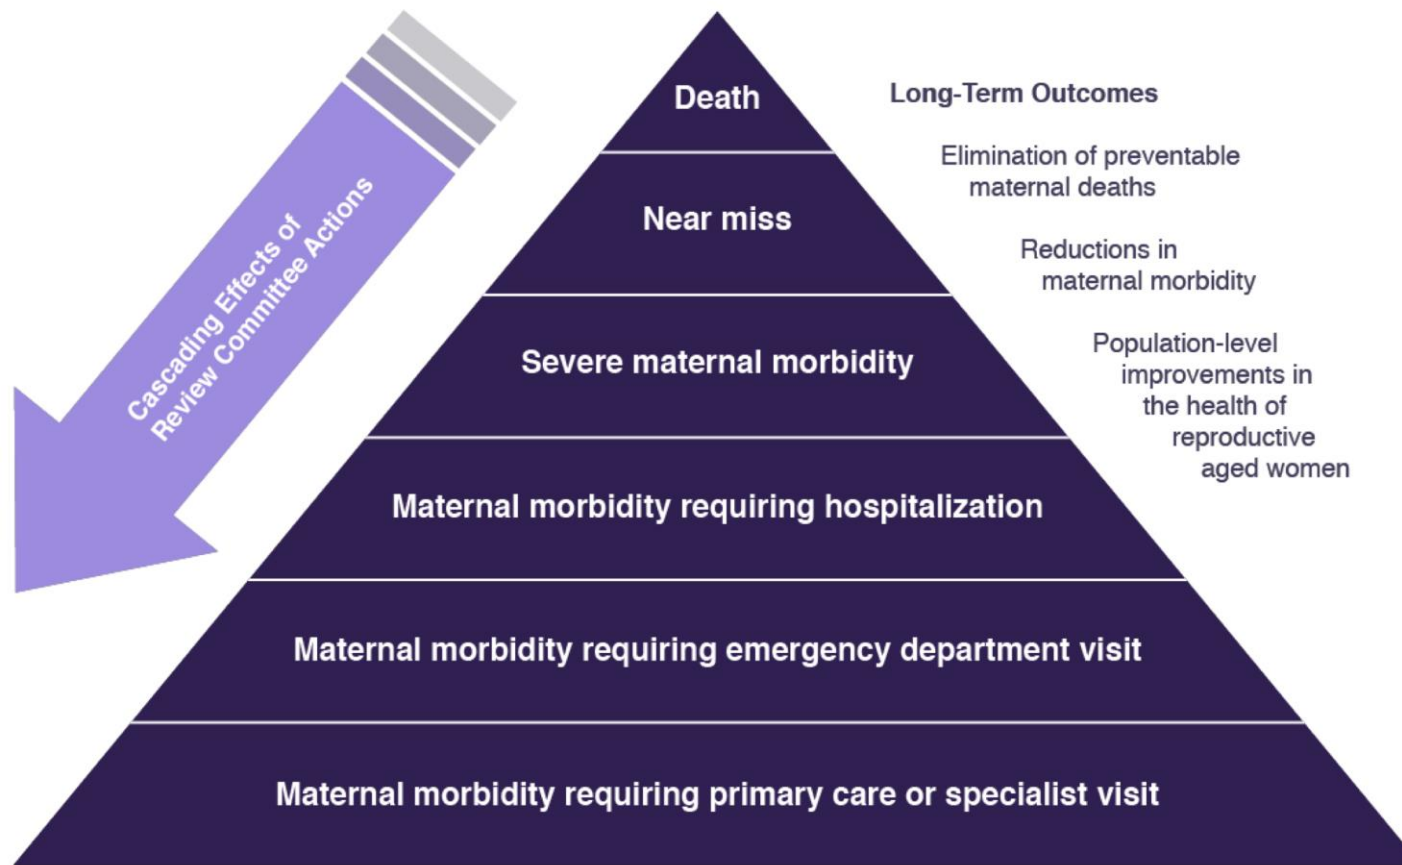 Cascading Effects of
Review Committee Actions
Death
Near miss
Severe maternal morbidity
Maternal morbidity requiring hospitalization
Maternal morbidity requiring emergency department visit
Maternal morbidity requiring primary care or specialist visit
Long-Term Outcomes
Elimination of preventable
maternal deaths
Reductions in
maternal morbidity
Population-level
improvements in
the health of
reproductive
aged women